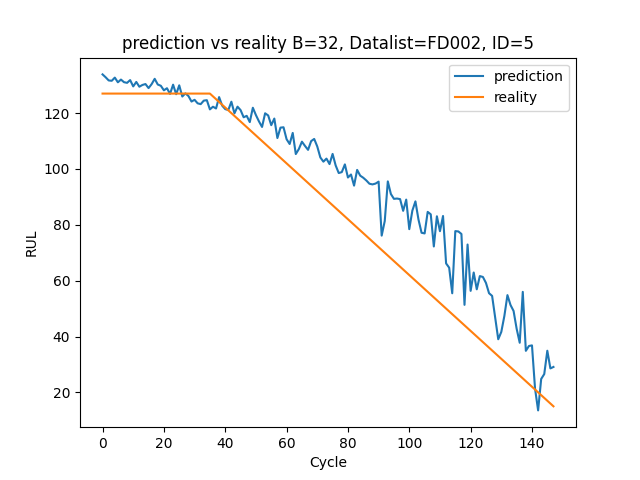 prediction vs reality B=32, Datalist=FD002, ID=5
prediction
reality
RUL
120
100
80
60
40
20
0 20 40 60 80 100 120 140
Cycle